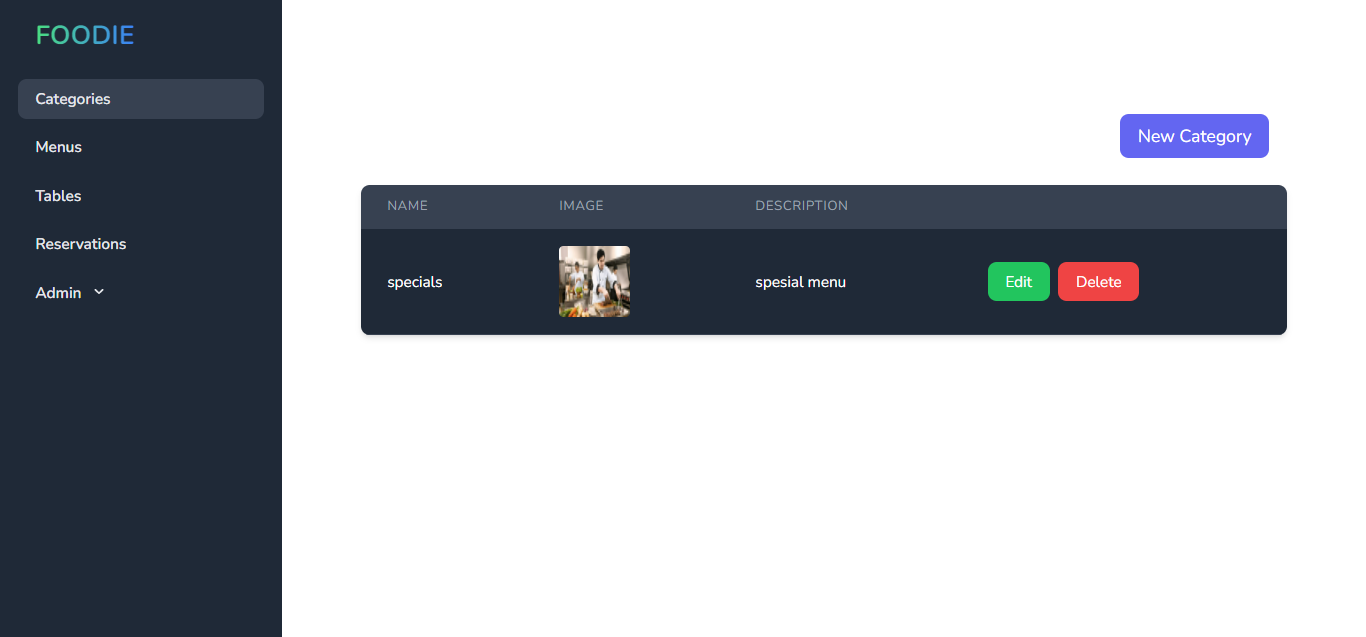 FOODIE
Categories
Menus
Tables
Reservations
Admin
New Category
NAME IMAGE DESCRIPTION
specials spesial menu Edit Delete